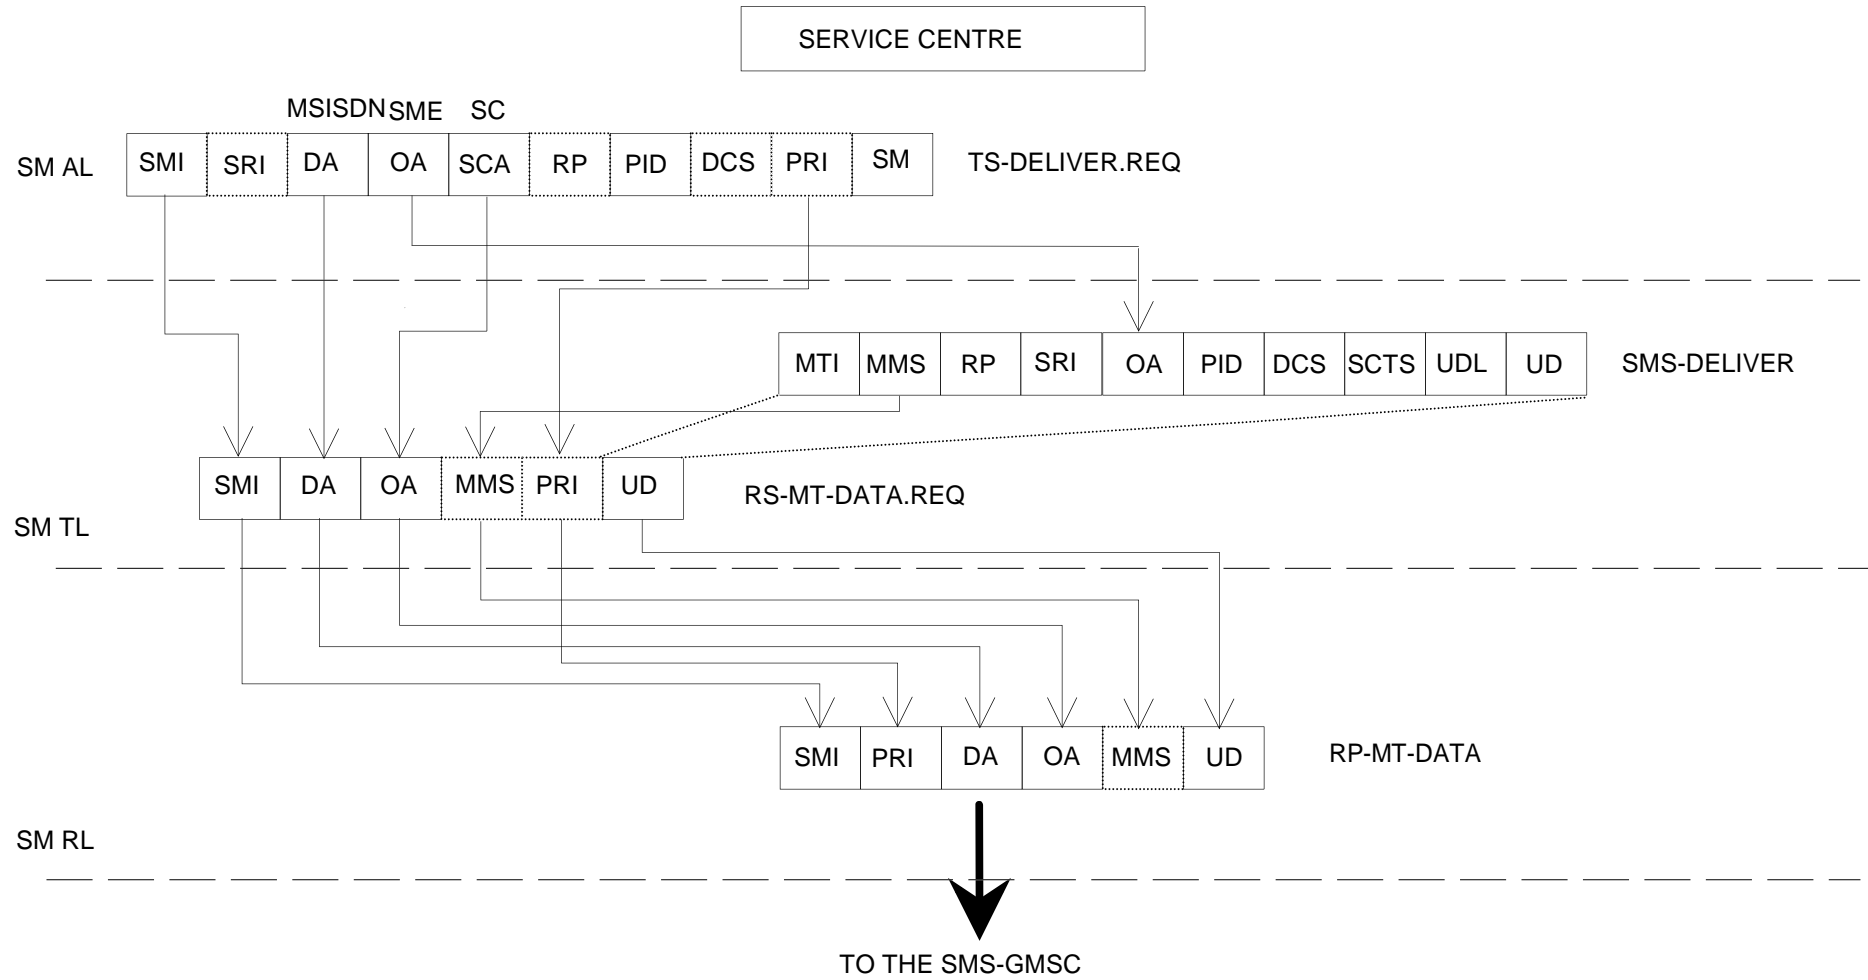 SERVICE CENTRE
MSISDN SME SC
SM AL SMI SRI DA OA SCA RP PID DCS PRI SM TS-DELIVER.REQ
MTI MMS RP SRI OA PID DCS SCTS UDL UD SMS-DELIVER
SMI DA OA MMS PRI UD RS-MT-DATA.REQ
SM TL
SMI PRI DA OA MMS UD RP-MT-DATA
SM RL
TO THE SMS-GMSC